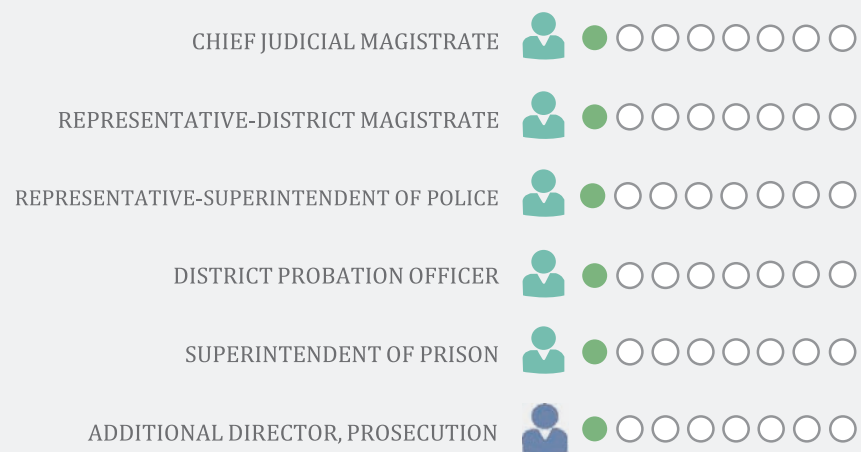 CHIEF JUDICIAL MAGISTRATE
REPRESENTATIVE-DISTRICT MAGISTRATE
REPRESENTATIVE-SUPERINTENDENT OF POLICE
DISTRICT PROBATION OFFICER
SUPERINTENDENT OF PRISON
ADDITIONAL DIRECTOR, PROSECUTION